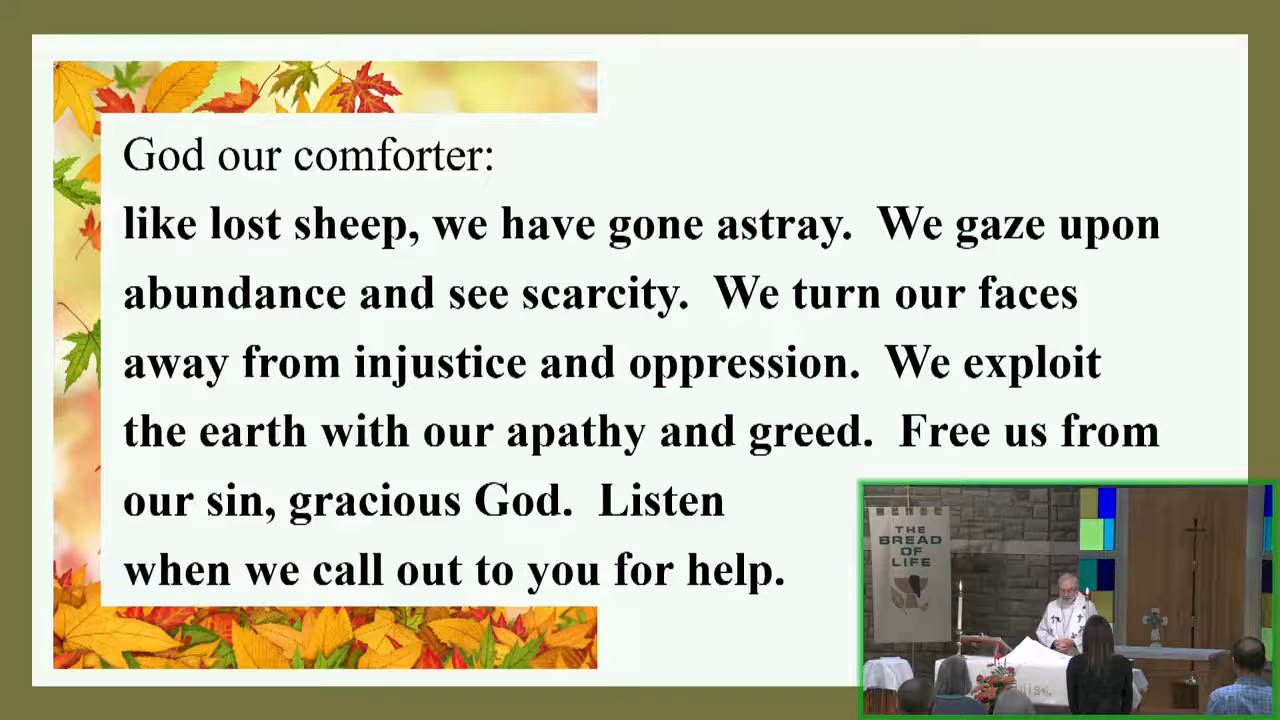 God our comforter:
like lost sheep, we have gone astray.  We gaze upon
abundance and see scarcity.  We turn our faces
away from injustice and oppression.  We exploit
the earth with our apathy and greed.  Free us from
our sin, gracious God.  Listen
when we call out to you for help.
THE
BREAD
OF
LIFE